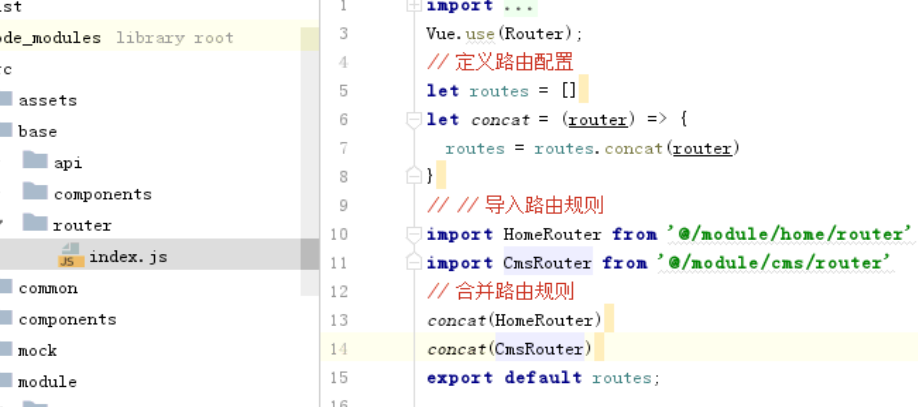 ode_modules library root
assets
base
api
components
router
JS index.js
common
components
mock
module
1 import ...
3 Vue.use(Router);
4 // 定义路由配置
5 let routes = []
6 let concat = (router) => {
7 routes = routes.concat(router)
8 }
9 // // 导入路由规则
10 import HomeRouter from '@/module/home/router'
11 import CmsRouter from '@/module/cms/router'
12 // 合并路由规则
13 concat(HomeRouter)
14 concat(CmsRouter)
15 export default routes;